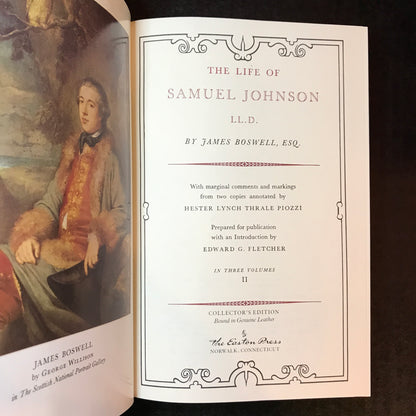 JAMES BOSWELL
by GEORGE WILLISON
in The Scottish National Portrait Gallery
THE LIFE OF
SAMUEL JOHNSON
LL.D.
BY JAMES BOSWELL, ESQ.
With marginal comments and markings
from two copies annotated by
HESTER LYNCH THRALE PIOZZI
Prepared for publication
with an Introduction by
EDWARD G. FLETCHER
IN THREE VOLUMES
II
COLLECTOR'S EDITION
Bound in Genuine Leather
The Easton Press
NORWALK, CONNECTICUT